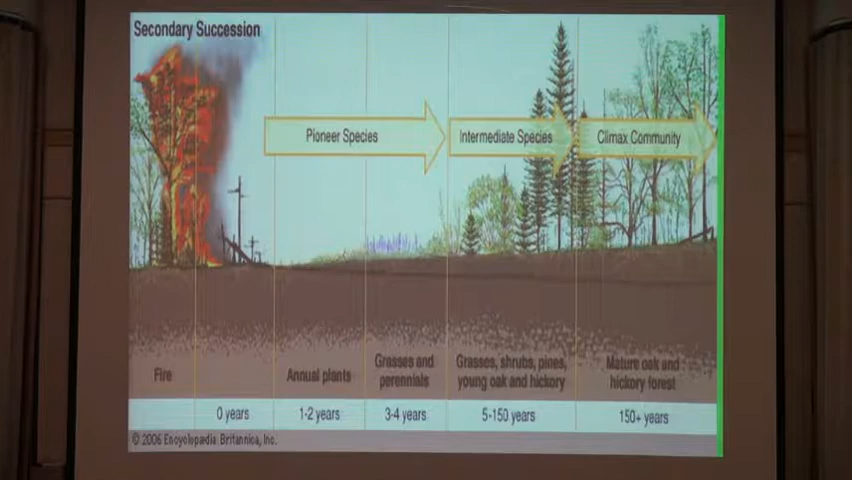 Secondary Succession
Pioneer Species
Intermediate Species
Climax Community
Fire
Annual plants
Grasses and
perennials
Grasses, shrubs, pines,
young oak and hickory
Mature oak and
hickory forest
0 years
1-2 years
3-4 years
5-150 years
150+ years
© 2006 Encyclopædia Britannica, Inc.